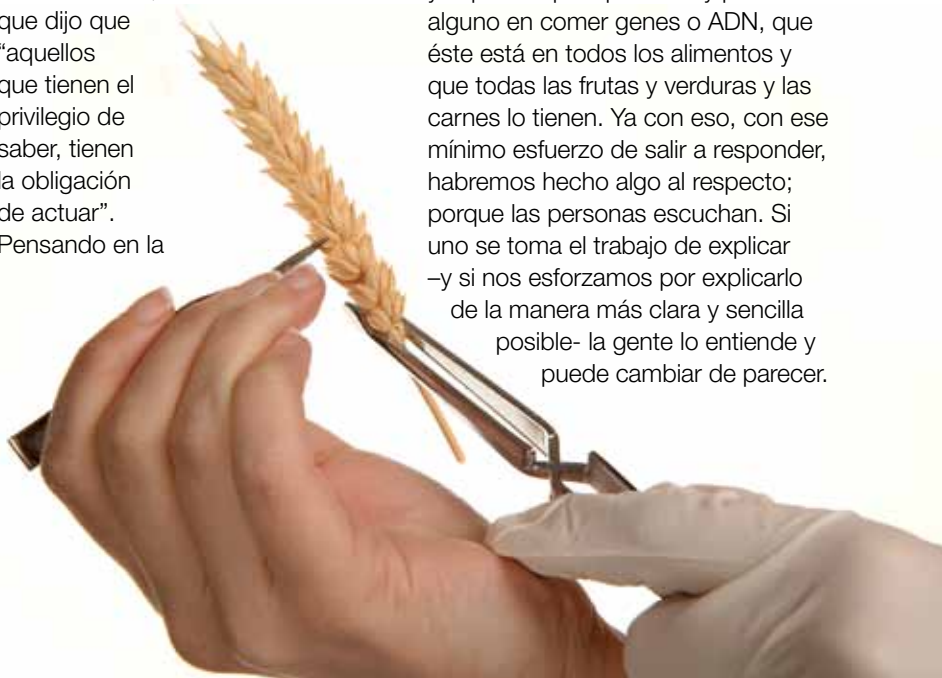 que dijo que
“aquellos
que tienen el
privilegio de
saber, tienen
la obligación
de actuar”.
Pensando en la
alguno en comer genes o ADN, que
éste está en todos los alimentos y
que todas las frutas y verduras y las
carnes lo tienen. Ya con eso, con ese
mínimo esfuerzo de salir a responder,
habremos hecho algo al respecto;
porque las personas escuchan. Si
uno se toma el trabajo de explicar
–y si nos esforzamos por explicarlo
de la manera más clara y sencilla
posible- la gente lo entiende y
puede cambiar de parecer.